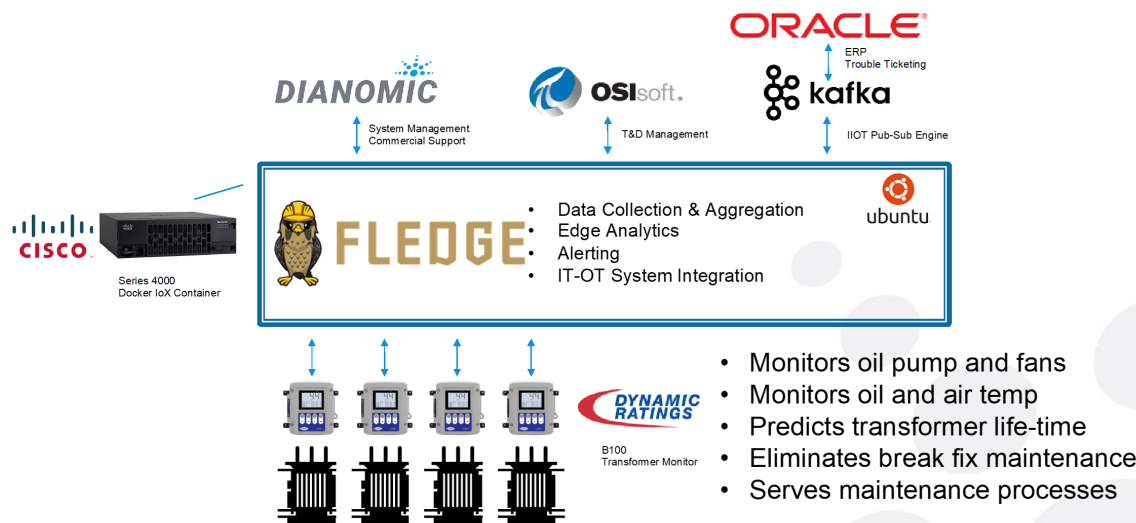 ORACLE®
ERP
Trouble Ticketing
DIANOMIC
OSIsoft.
kafka
System Management
Commercial Support
T&D Management
IIOT Pub-Sub Engine
FLEDGE
• Data Collection & Aggregation
• Edge Analytics
• Alerting
• IT-OT System Integration
ubuntu
CISCO
Series 4000
Docker IoX Container
DYNAMIC
RATINGS
B100
Transformer Monitor
• Monitors oil pump and fans
• Monitors oil and air temp
• Predicts transformer life-time
• Eliminates break fix maintenance
• Serves maintenance processes